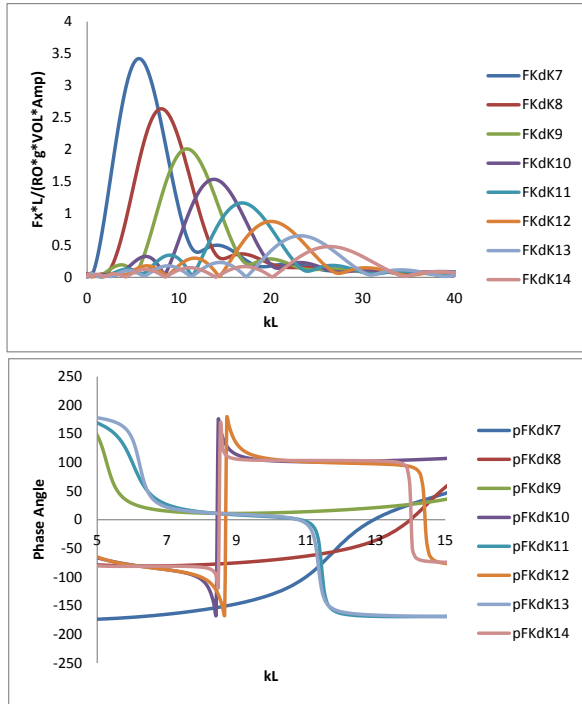 4
3.5
3
2.5
2
1.5
1
0.5
0
0 10 20 30 40
kL
Fx*L/(RO*g*VOL*Amp)
FKdK7
FKdK8
FKdK9
FKdK10
FKdK11
FKdK12
FKdK13
FKdK14
250
200
150
100
50
0
-50
-100
-150
-200
-250
5 7 9 11 13 15
kL
Phase Angle
pFKdK7
pFKdK8
pFKdK9
pFKdK10
pFKdK11
pFKdK12
pFKdK13
pFKdK14